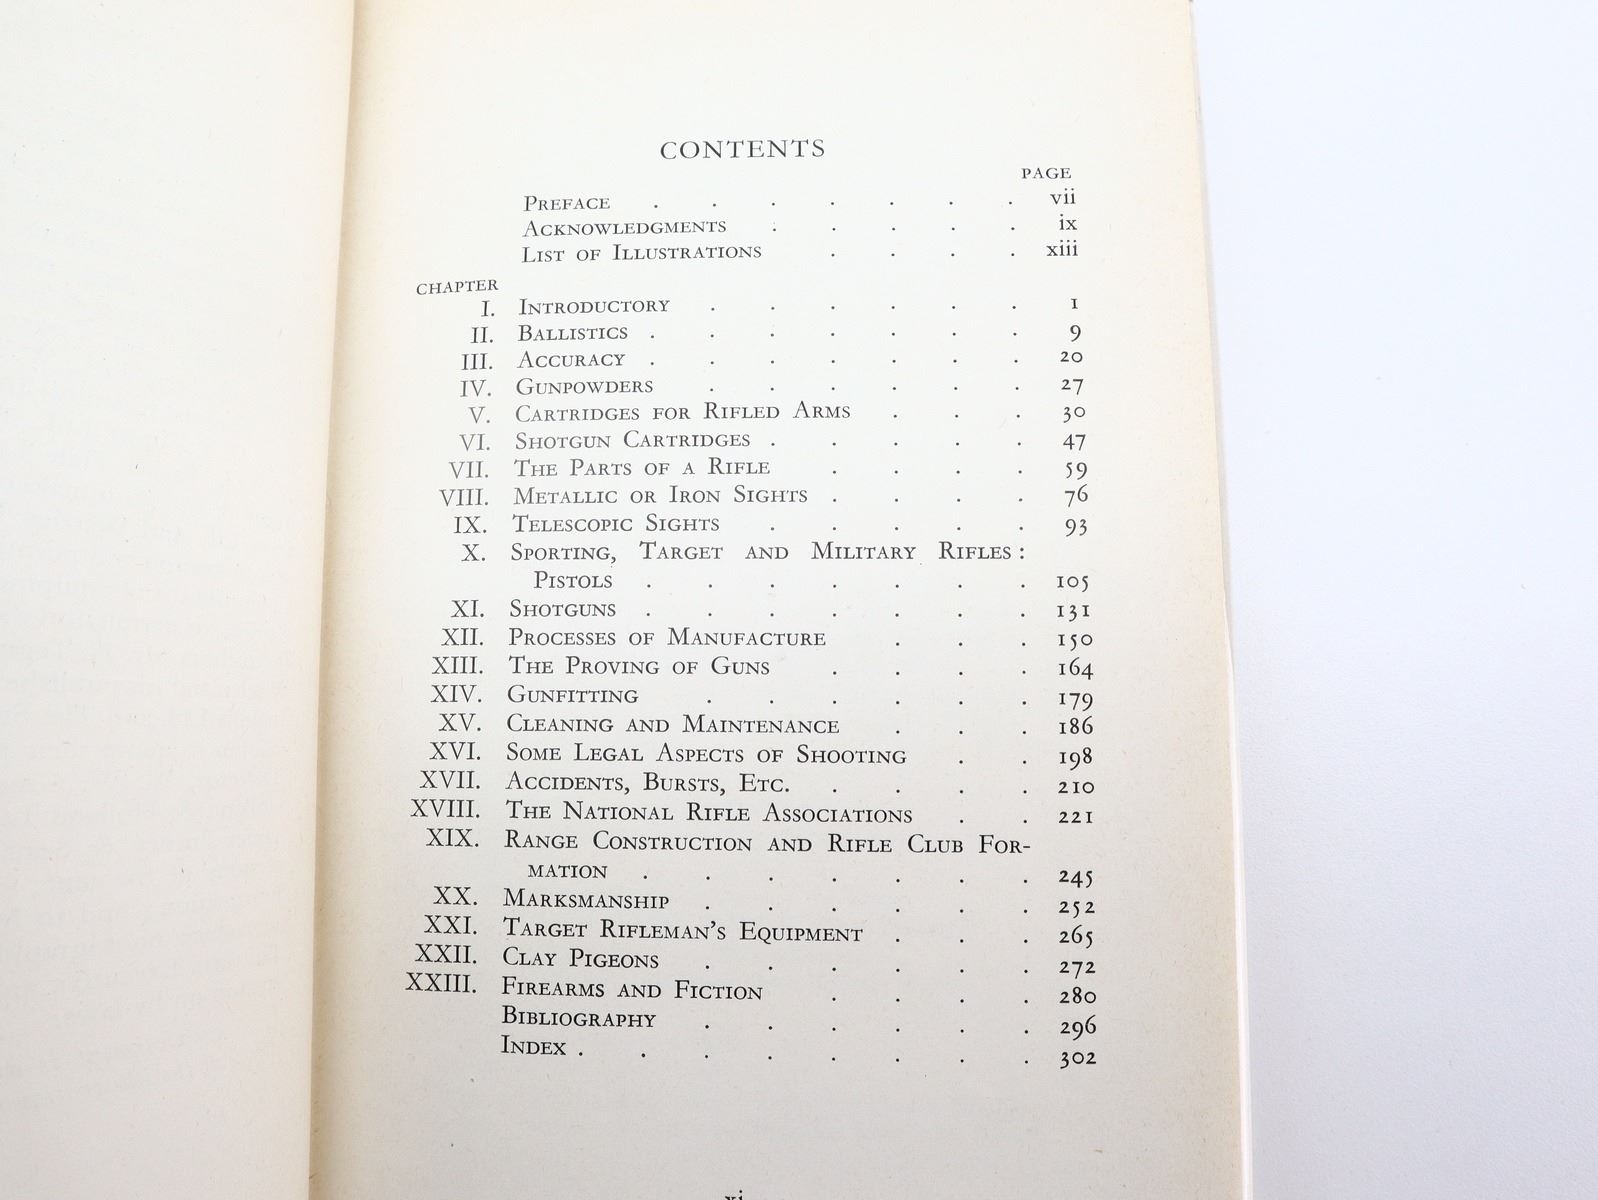 CONTENTS
PAGE
PREFACE . . . . . . . vii
ACKNOWLEDGMENTS . . . . . ix
LIST OF ILLUSTRATIONS . . . . xiii
CHAPTER
I. INTRODUCTORY . . . . . . 1
II. BALLISTICS . . . . . . . 9
III. ACCURACY . . . . . . . 20
IV. GUNPOWDERS . . . . . . 27
V. CARTRIDGES FOR RIFLED ARMS . . . 30
VI. SHOTGUN CARTRIDGES . . . . . 47
VII. THE PARTS OF A RIFLE . . . . 59
VIII. METALLIC OR IRON SIGHTS . . . . 76
IX. TELESCOPIC SIGHTS . . . . . 93
X. SPORTING, TARGET AND MILITARY RIFLES :
PISTOLS . . . . . . . 105
XI. SHOTGUNS . . . . . . . 131
XII. PROCESSES OF MANUFACTURE . . . 150
XIII. THE PROVING OF GUNS . . . . 164
XIV. GUNFITTING . . . . . . 179
XV. CLEANING AND MAINTENANCE . . . 186
XVI. SOME LEGAL ASPECTS OF SHOOTING . . 198
XVII. ACCIDENTS, BURSTS, ETC. . . . . 210
XVIII. THE NATIONAL RIFLE ASSOCIATIONS . . 221
XIX. RANGE CONSTRUCTION AND RIFLE CLUB FOR-
MATION . . . . . . . 245
XX. MARKSMANSHIP . . . . . . 252
XXI. TARGET RIFLEMAN'S EQUIPMENT . . . 265
XXII. CLAY PIGEONS . . . . . . 272
XXIII. FIREARMS AND FICTION . . . . 280
BIBLIOGRAPHY . . . . . . 296
INDEX . . . . . . . . 302
xi